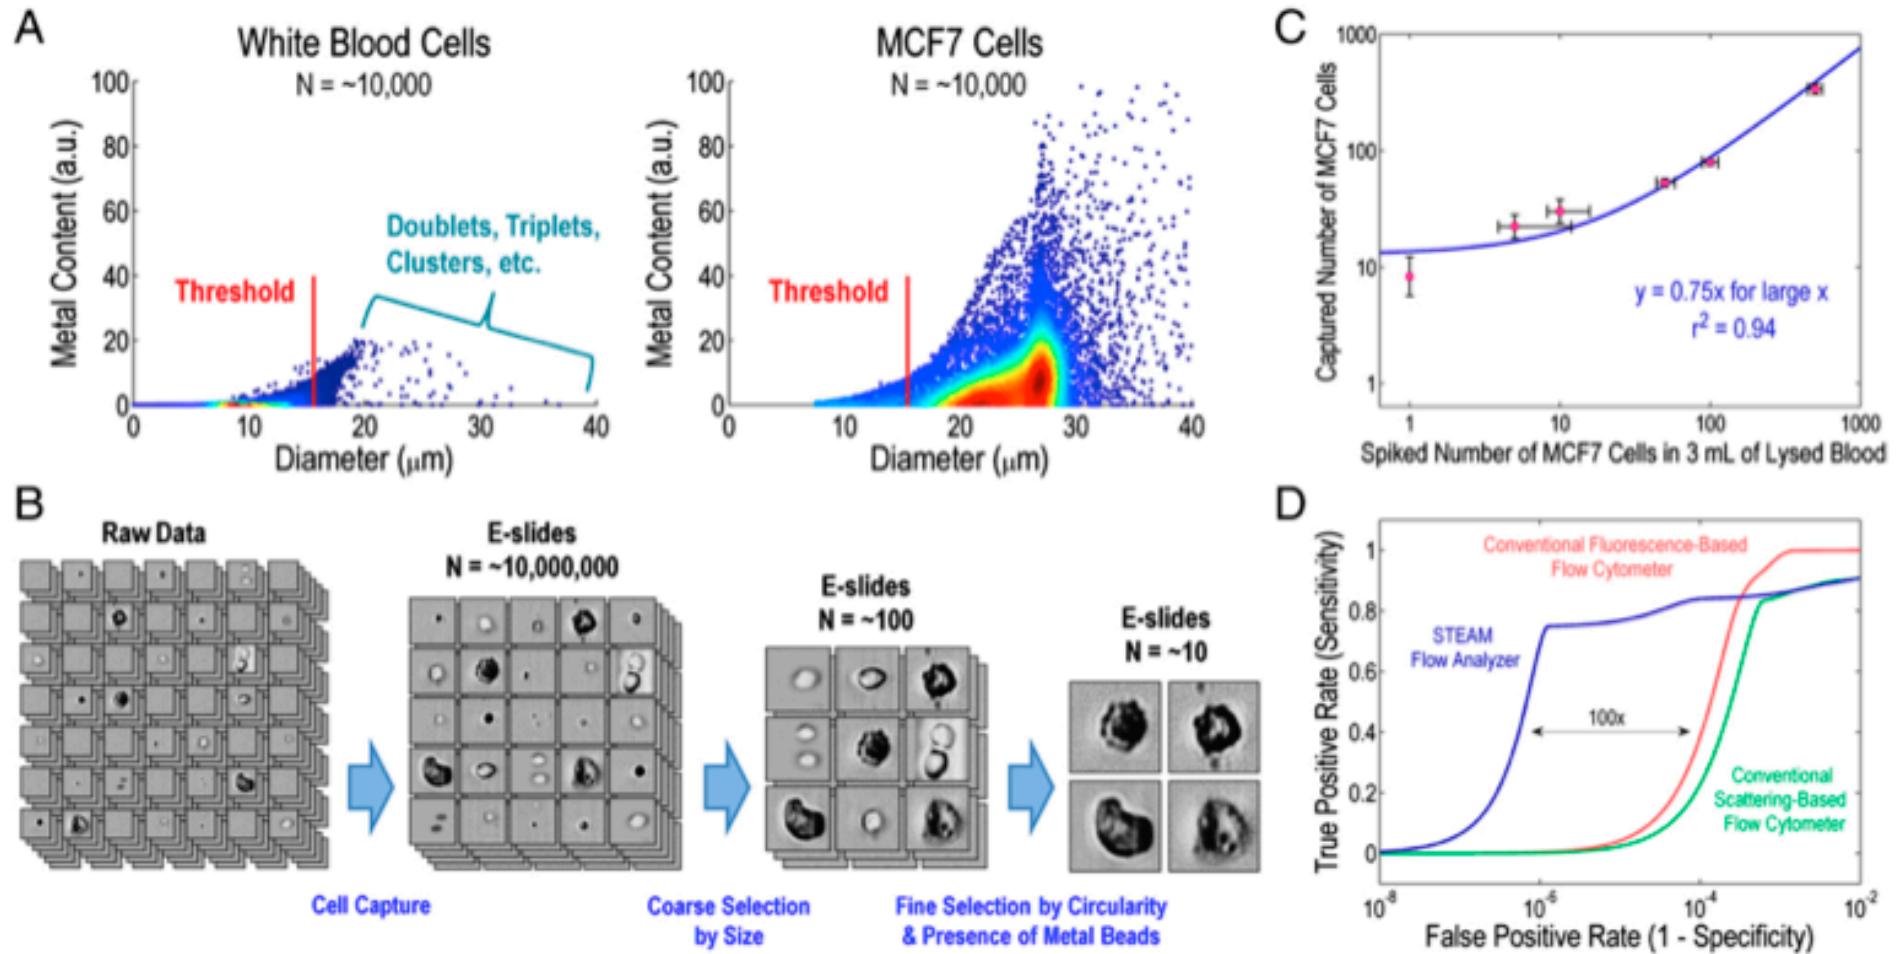 A
White Blood Cells
N = ~10,000
Metal Content (a.u.)
100
80
60
40
20
0
Threshold
Doublets, Triplets,
Clusters, etc.
0 10 20 30 40
Diameter (μm)
MCF7 Cells
N = ~10,000
Metal Content (a.u.)
100
80
60
40
20
0
Threshold
0 10 20 30 40
Diameter (μm)
B
Raw Data
E-slides
N = ~10,000,000
E-slides
N = ~100
E-slides
N = ~10
Cell Capture
Coarse Selection
by Size
Fine Selection by Circularity
& Presence of Metal Beads
C
Captured Number of MCF7 Cells
1000
100
10
1
y = 0.75x for large x
r² = 0.94
1 10 100 1000
Spiked Number of MCF7 Cells in 3 mL of Lysed Blood
D
True Positive Rate (Sensitivity)
1
0.8
0.6
0.4
0.2
0
Conventional Fluorescence-Based
Flow Cytometer
STEAM
Flow Analyzer
100x
Conventional
Scattering-Based
Flow Cytometer
10⁻⁸ 10⁻⁵ 10⁻⁴ 10⁻²
False Positive Rate (1 - Specificity)